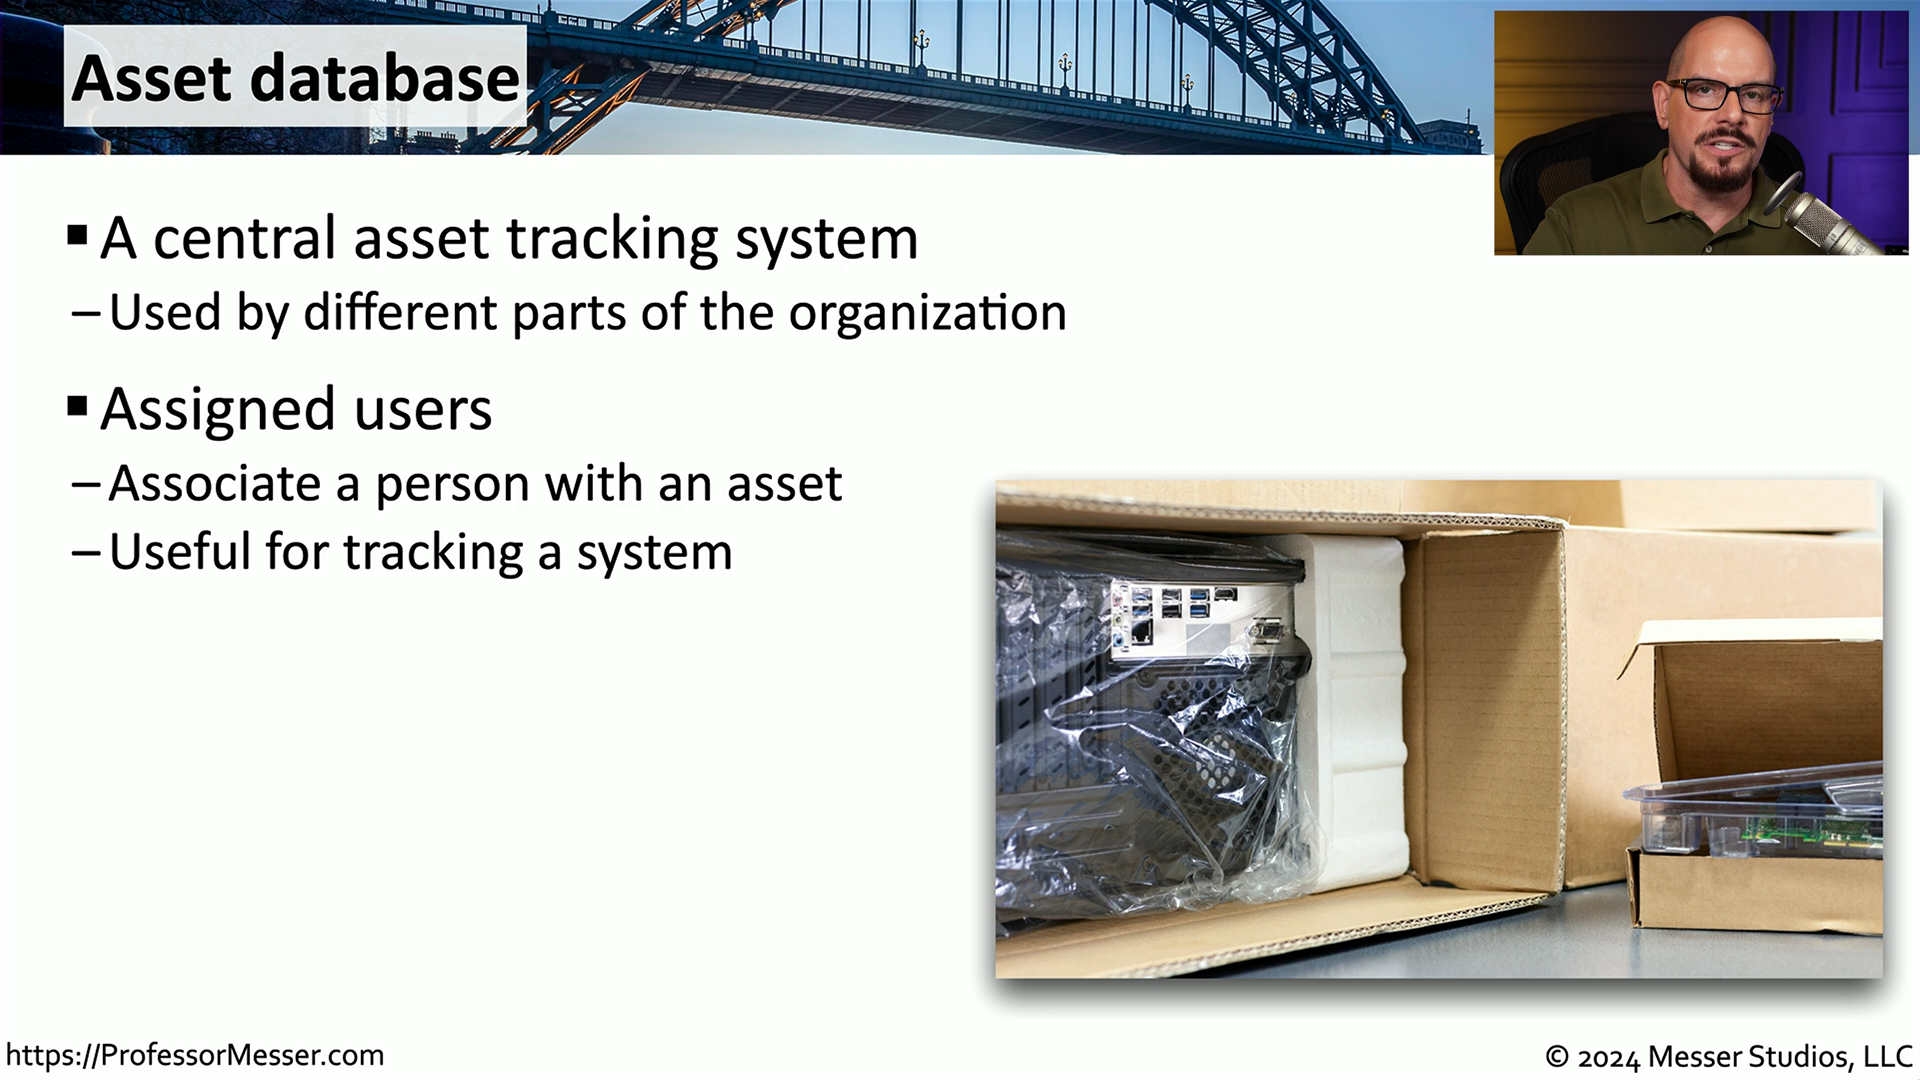 Asset database
▪ A central asset tracking system
– Used by different parts of the organization
▪ Assigned users
– Associate a person with an asset
– Useful for tracking a system
https://ProfessorMesser.com
© 2024 Messer Studios, LLC